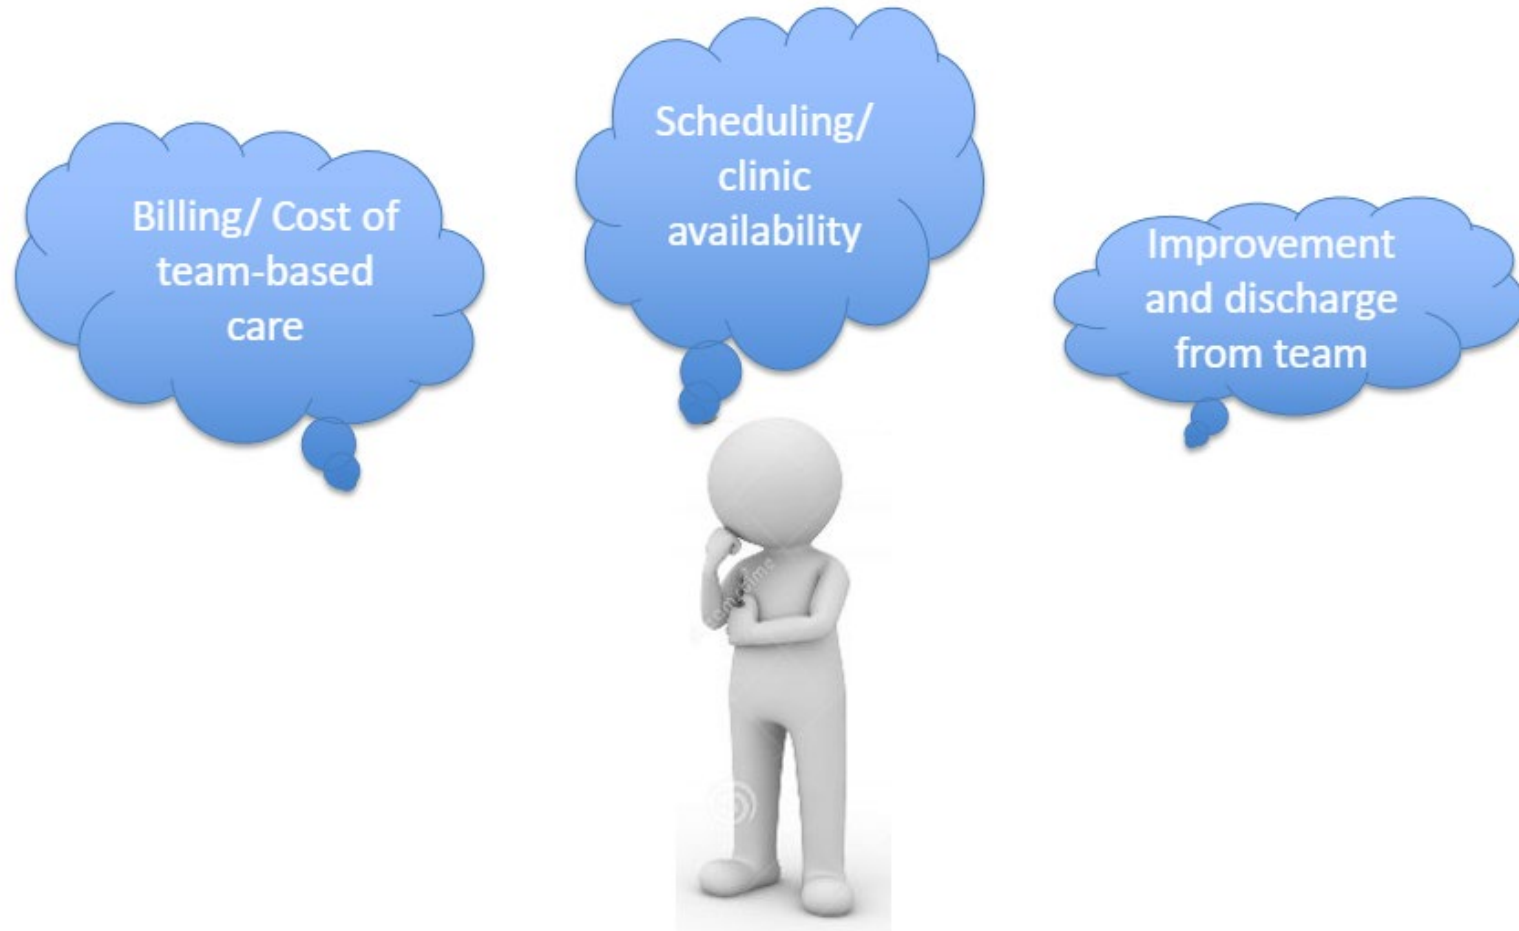 Billing/ Cost of
team-based
care
Scheduling/
clinic
availability
Improvement
and discharge
from team